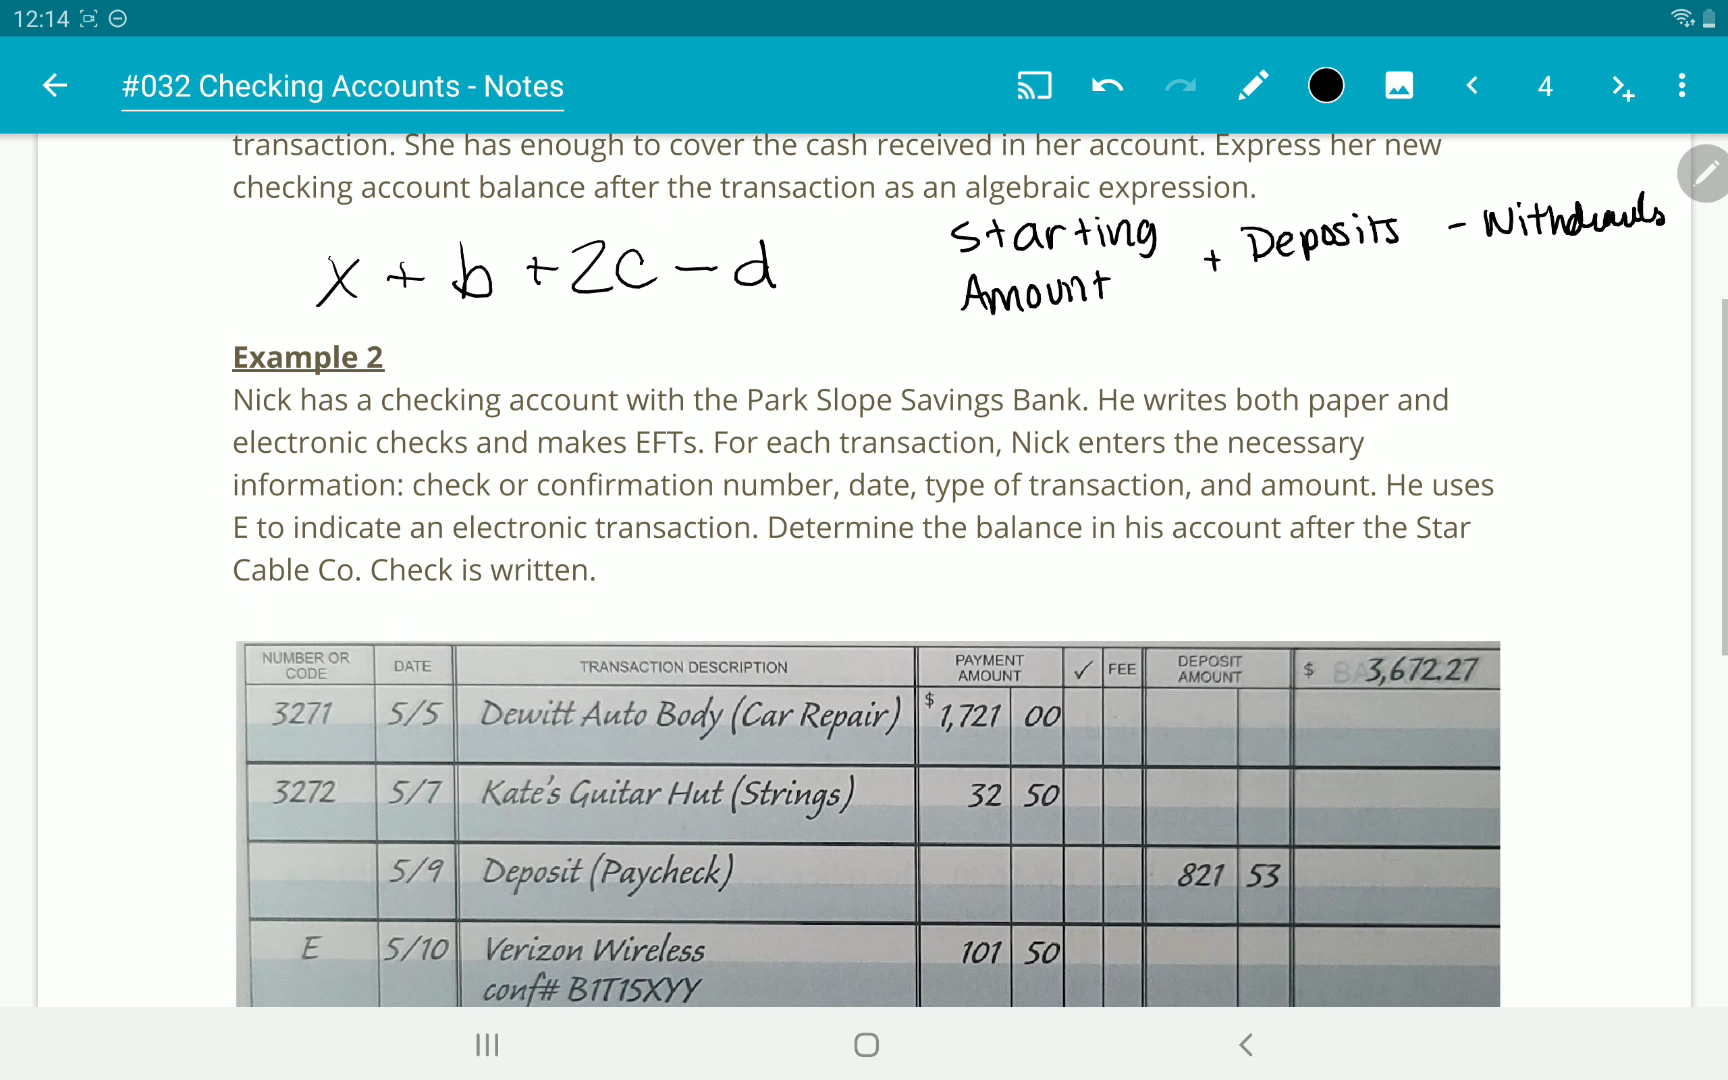 12:14
#032 Checking Accounts - Notes
4
transaction. She has enough to cover the cash received in her account. Express her new
checking account balance after the transaction as an algebraic expression.
x + b + 2c - d
Starting Amount + Deposits - Withdrawls
Example 2
Nick has a checking account with the Park Slope Savings Bank. He writes both paper and
electronic checks and makes EFTs. For each transaction, Nick enters the necessary
information: check or confirmation number, date, type of transaction, and amount. He uses
E to indicate an electronic transaction. Determine the balance in his account after the Star
Cable Co. Check is written.
NUMBER OR CODE DATE TRANSACTION DESCRIPTION PAYMENT AMOUNT ✓ FEE DEPOSIT AMOUNT $ 3,672.27
3271 5/5 Dewitt Auto Body (Car Repair) $ 1,721 00
3272 5/7 Kate's Guitar Hut (Strings) 32 50
5/9 Deposit (Paycheck) 821 53
E 5/10 Verizon Wireless 101 50
conf# B1T15XYY